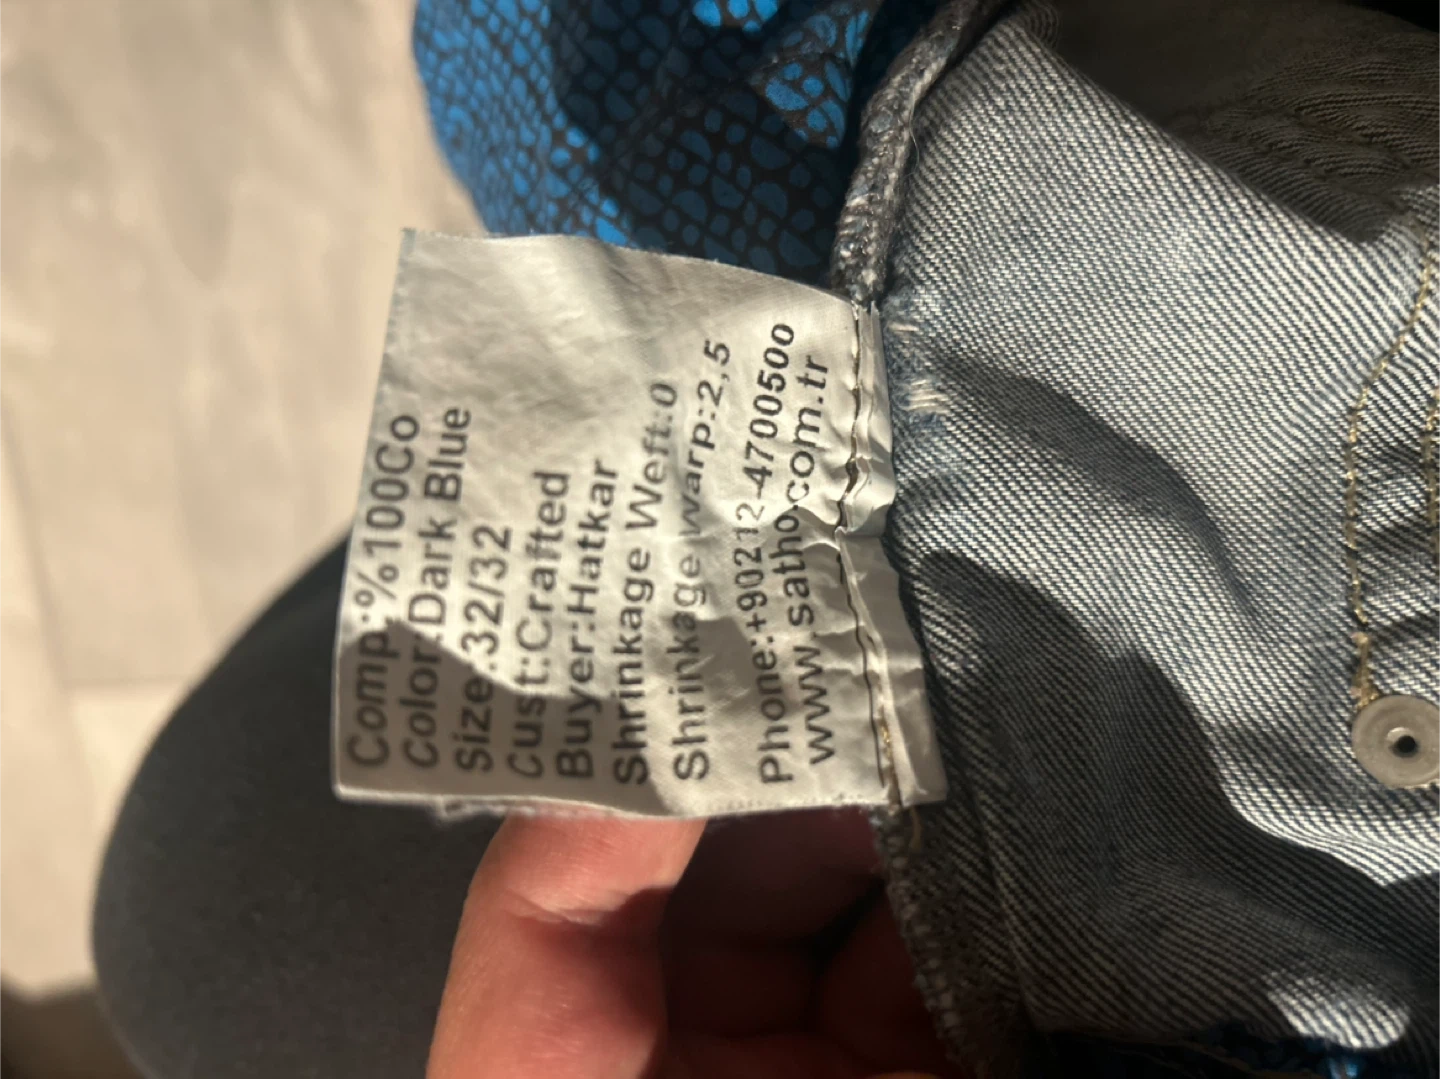 Comp:%100Co
Color:Dark Blue
Size:32/32
Cust:Crafted
Buyer:Hatkar
Shrinkage Weft:0
Shrinkage warp:2,5
Phone:+90212-4700500
www.satho.com.tr